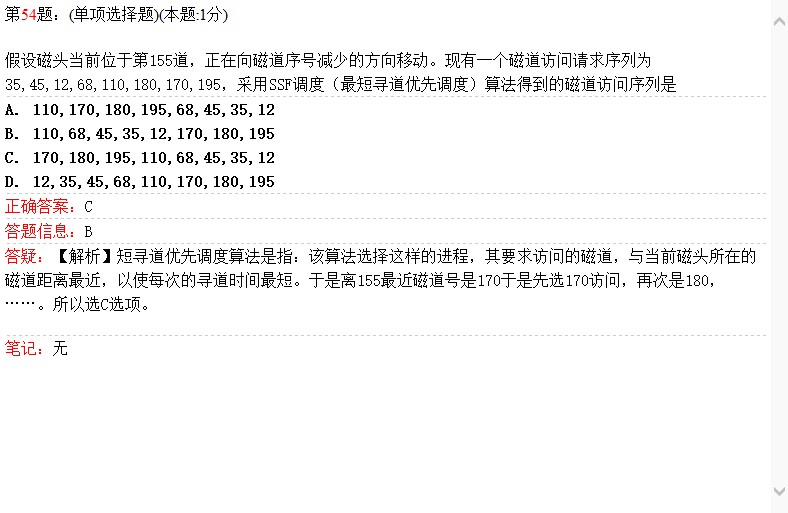 第54题：(单项选择题)(本题:1分)
假设磁头当前位于第155道，正在向磁道序号减少的方向移动。现有一个磁道访问请求序列为
35,45,12,68,110,180,170,195，采用SSF调度（最短寻道优先调度）算法得到的磁道访问序列是
A. 110,170,180,195,68,45,35,12
B. 110,68,45,35,12,170,180,195
C. 170,180,195,110,68,45,35,12
D. 12,35,45,68,110,170,180,195
正确答案：C
答题信息：B
答疑：【解析】短寻道优先调度算法是指：该算法选择这样的进程，其要求访问的磁道，与当前磁头所在的
磁道距离最近，以使每次的寻道时间最短。于是离155最近磁道号是170于是先选170访问，再次是180，
……。所以选C选项。
笔记：无